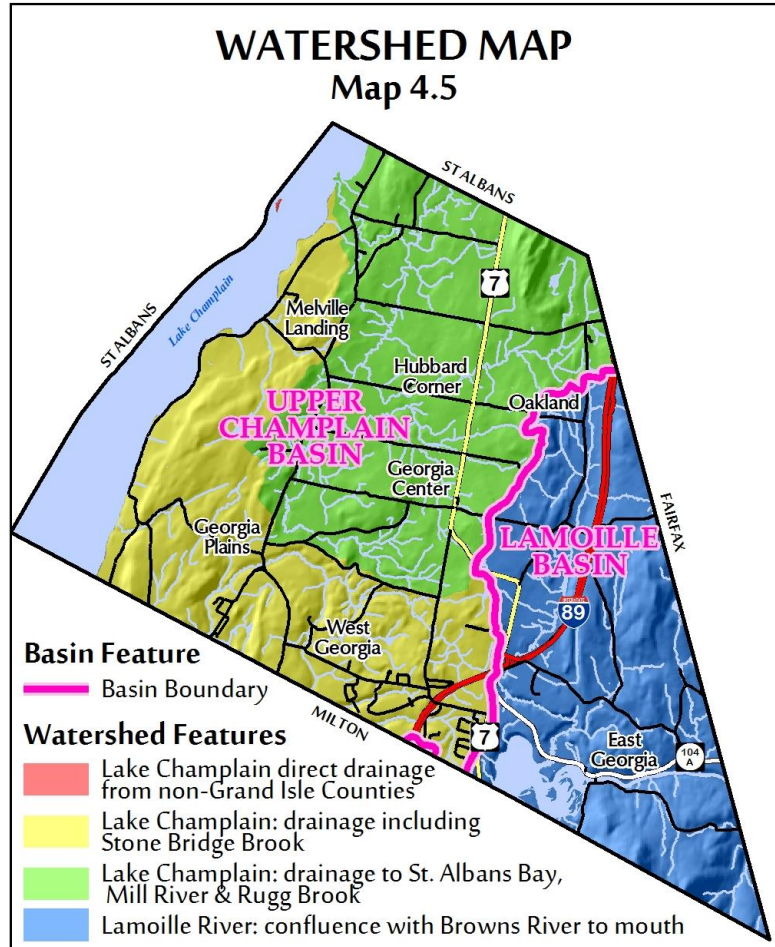 WATERSHED MAP
Map 4.5
ST ALBANS
7
ST ALBANS
Lake Champlain
Melville
Landing
Hubbard
Corner
Oakland
UPPER
CHAMPLAIN
BASIN
Georgia
Center
FAIRFAX
Georgia
Plains
LAMOILLE
BASIN
89
West
Georgia
Basin Feature
Basin Boundary
MILTON
7
East
Georgia
104
A
Watershed Features
Lake Champlain direct drainage
from non-Grand Isle Counties
Lake Champlain: drainage including
Stone Bridge Brook
Lake Champlain: drainage to St. Albans Bay,
Mill River & Rugg Brook
Lamoille River: confluence with Browns River to mouth